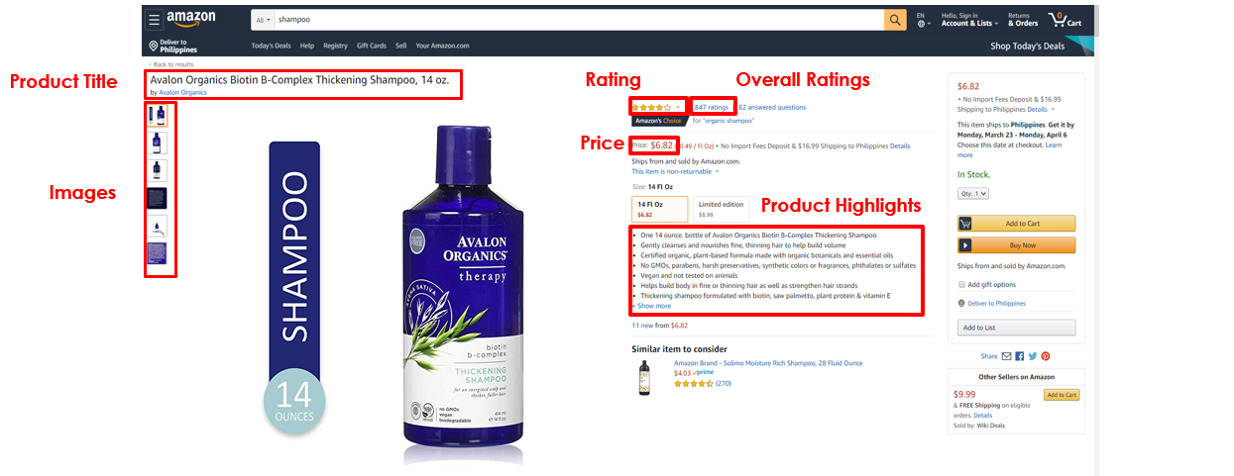 amazon
All
shampoo
EN
Hello, Sign in
Account & Lists
Returns
& Orders
0
Cart
Deliver to
Philippines
Today's Deals Help Registry Gift Cards Sell Your Amazon.com
Shop Today's Deals
‹ Back to results
Product Title
Avalon Organics Biotin B-Complex Thickening Shampoo, 14 oz.
by Avalon Organics
Images
SHAMPOO
14
OUNCES
AVALON
ORGANICS
therapy
AVENA SATIVA
biotin
b-complex
THICKENING
SHAMPOO
for an energized scalp and
thicker, fuller hair
no GMOs
vegan
biodegradable
Rating
Overall Ratings
847 ratings
82 answered questions
Amazon's Choice
for "organic shampoo"
Price
Price: $6.82 ($0.49 / Fl Oz) + No Import Fees Deposit & $16.99 Shipping to Philippines Details
Ships from and sold by Amazon.com.
This item is non-returnable
Size: 14 Fl Oz
14 Fl Oz
$6.82
Limited edition
$8.99
Product Highlights
• One 14 ounce. bottle of Avalon Organics Biotin B-Complex Thickening Shampoo
• Gently cleanses and nourishes fine, thinning hair to help build volume
• Certified organic, plant-based formula made with organic botanicals and essential oils
• No GMOs, parabens, harsh preservatives, synthetic colors or fragrances, phthalates or sulfates
• Vegan and not tested on animals
• Helps build body in fine or thinning hair as well as strengthen hair strands
• Thickening shampoo formulated with biotin, saw palmetto, plant protein & vitamin E
Show more
11 new from $6.82
Similar item to consider
Amazon Brand - Solimo Moisture Rich Shampoo, 28 Fluid Ounce
$4.03 prime
(270)
$6.82
+ No Import Fees Deposit & $16.99
Shipping to Philippines Details
This item ships to Philippines. Get it by
Monday, March 23 - Monday, April 6
Choose this date at checkout. Learn
more
In Stock.
Qty: 1
Add to Cart
Buy Now
Ships from and sold by Amazon.com.
Add gift options
Deliver to Philippines
Add to List
Share
Other Sellers on Amazon
$9.99
Add to Cart
& FREE Shipping on eligible
orders. Details
Sold by: Wiki Deals